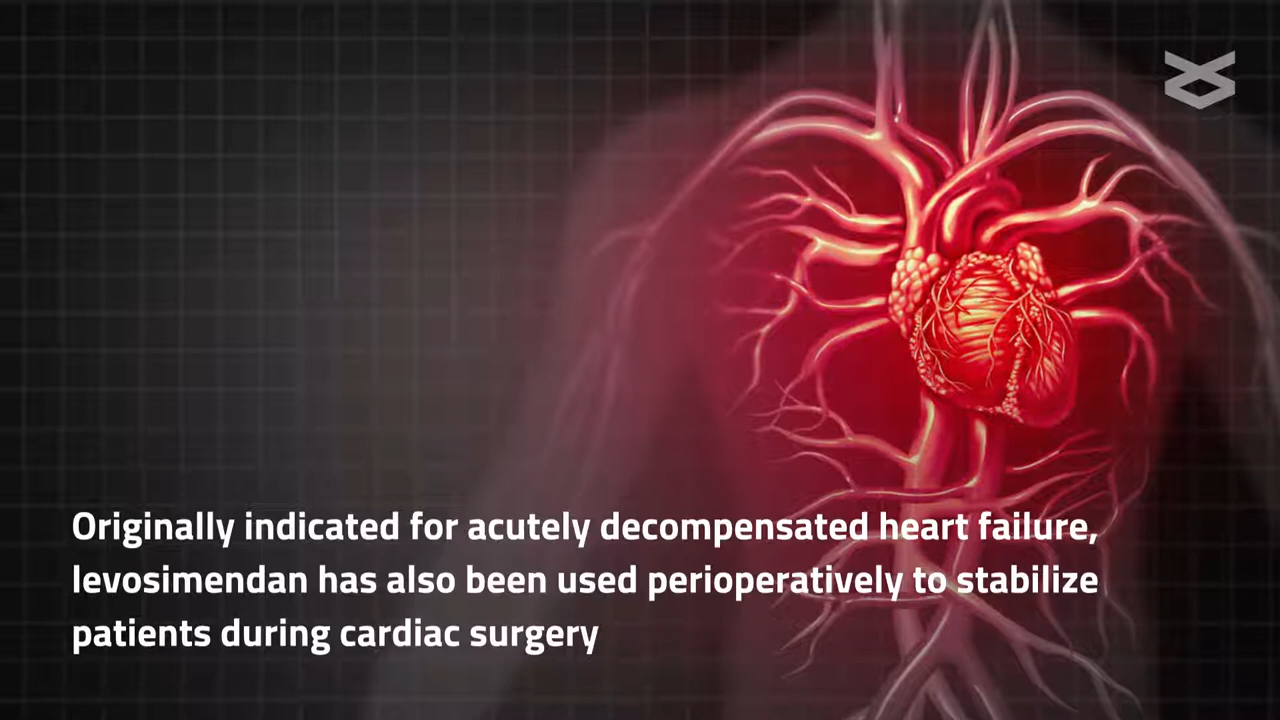 Originally indicated for acutely decompensated heart failure,
levosimendan has also been used perioperatively to stabilize
patients during cardiac surgery